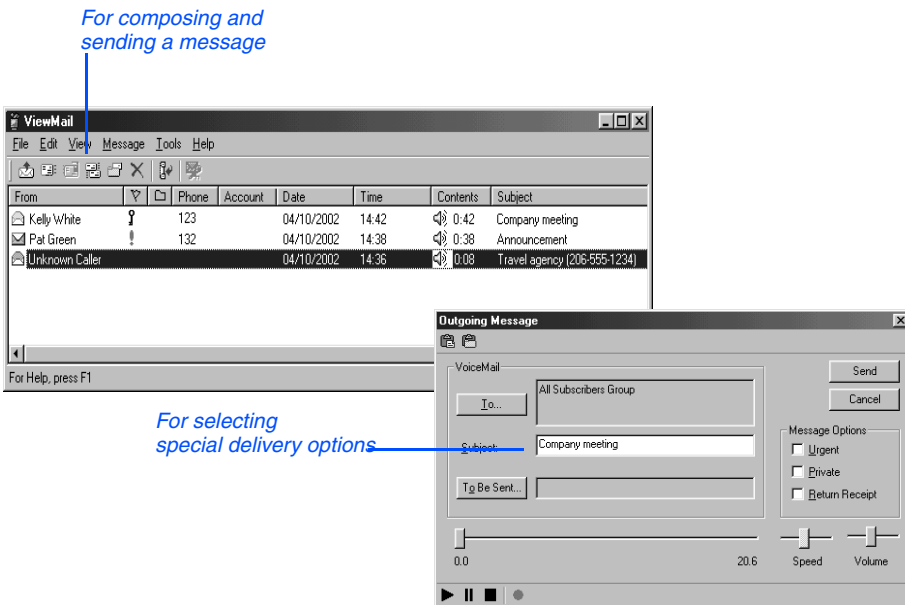 For composing and
sending a message
ViewMail
File Edit View Message Tools Help
From Phone Account Date Time Contents Subject
Kelly White 123 04/10/2002 14:42 0:42 Company meeting
Pat Green 132 04/10/2002 14:38 0:38 Announcement
Unknown Caller 04/10/2002 14:36 0:08 Travel agency (206-555-1234)
For Help, press F1
Outgoing Message
VoiceMail
To...
All Subscribers Group
Send
Cancel
For selecting
special delivery options
Subject:
Company meeting
Message Options
Urgent
Private
Return Receipt
To Be Sent...
0.0 20.6 Speed Volume